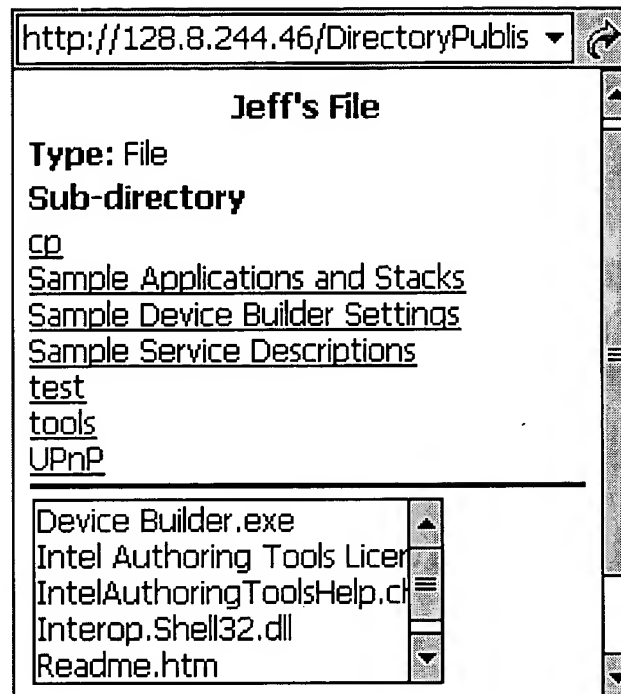 http://128.8.244.46/DirectoryPublis
Jeff's File
Type: File
Sub-directory
cp
Sample Applications and Stacks
Sample Device Builder Settings
Sample Service Descriptions
test
tools
UPnP
Device Builder.exe
Intel Authoring Tools Licer
IntelAuthoringToolsHelp.ch
Interop.Shell32.dll
Readme.htm